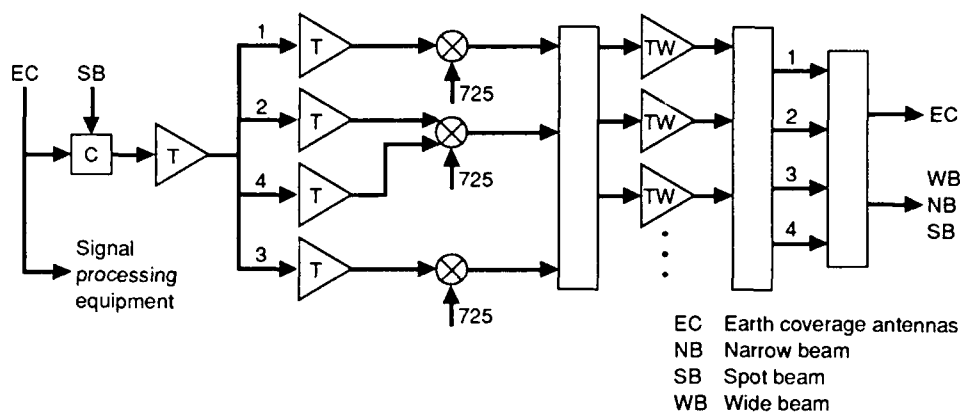 EC SB
C
T
1
T
725
2
T
725
4
T
3
T
725
TW
TW
TW
1
2
3
4
EC
WB
NB
SB
Signal
processing
equipment
EC Earth coverage antennas
NB Narrow beam
SB Spot beam
WB Wide beam